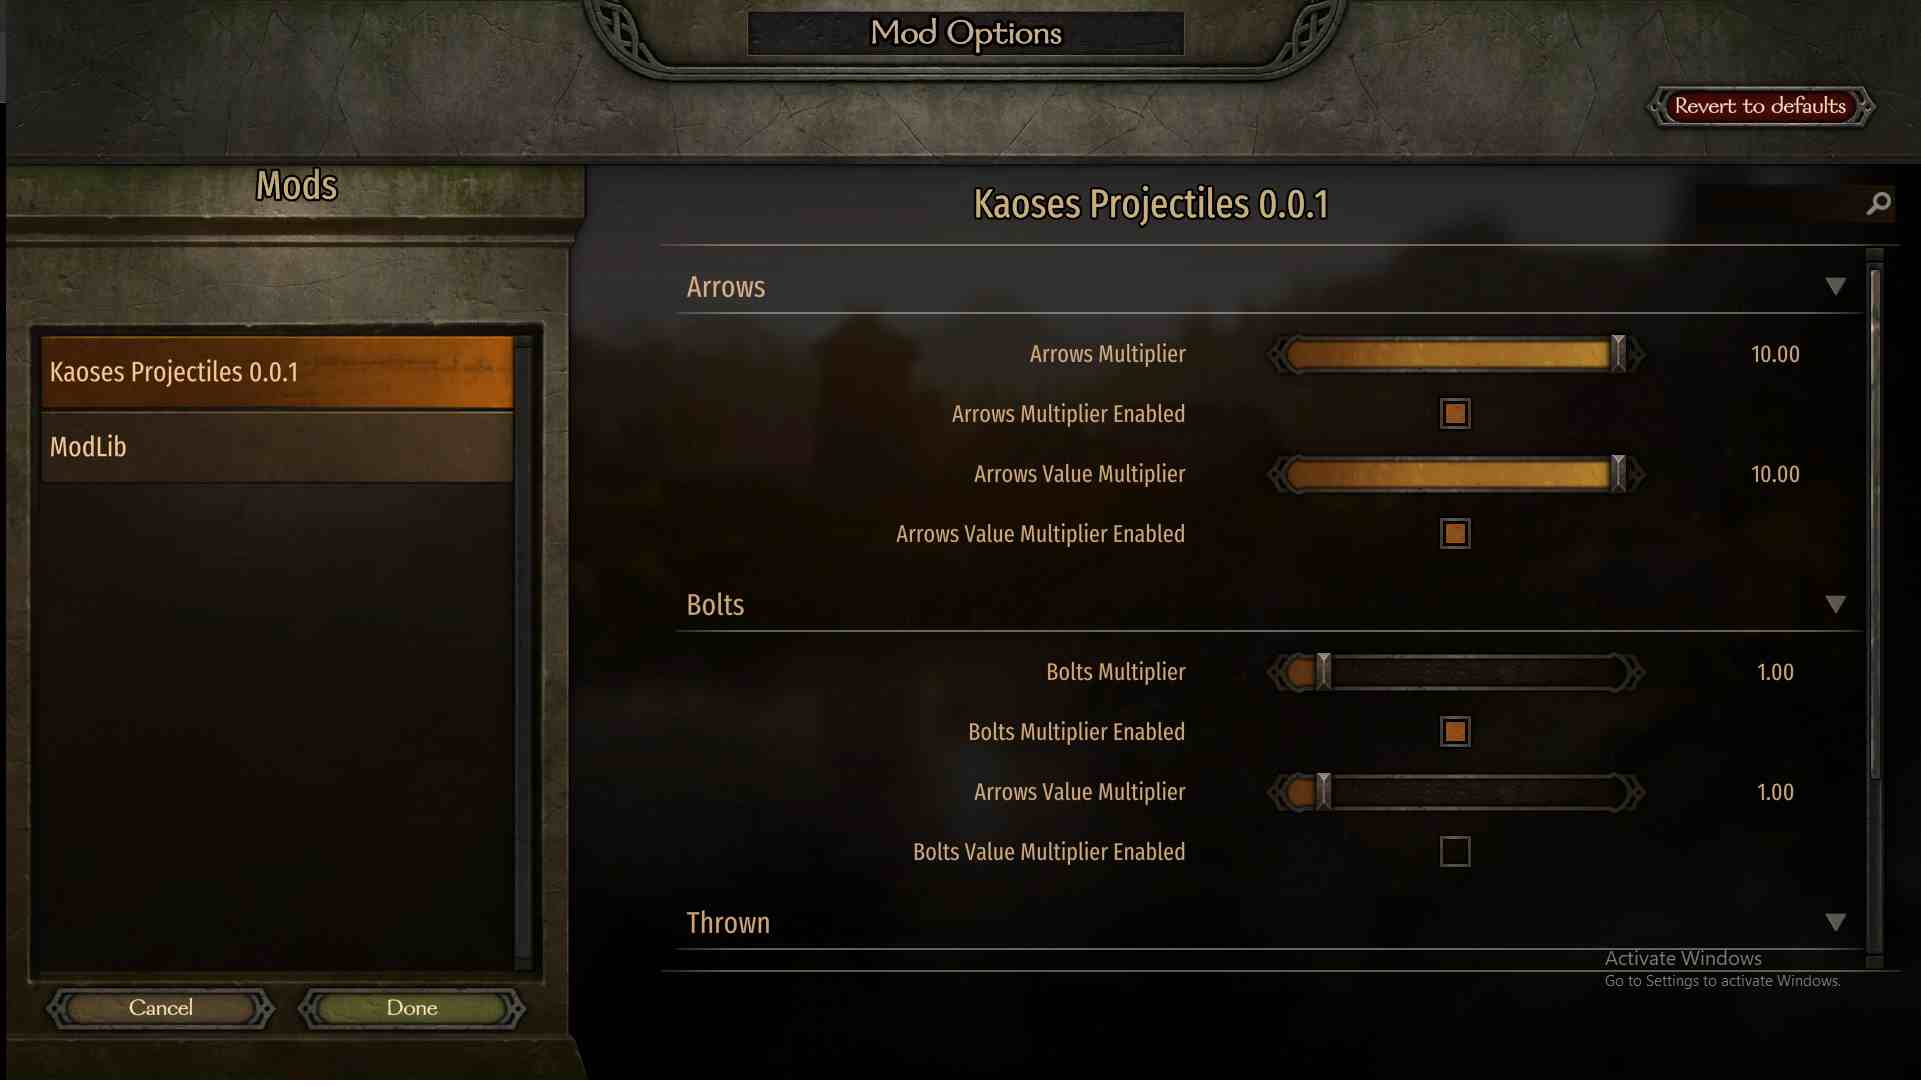 Mod Options
Revert to defaults
Mods
Kaoses Projectiles 0.0.1
ModLib
Cancel
Done
Kaoses Projectiles 0.0.1
Arrows
Arrows Multiplier 10.00
Arrows Multiplier Enabled
Arrows Value Multiplier 10.00
Arrows Value Multiplier Enabled
Bolts
Bolts Multiplier 1.00
Bolts Multiplier Enabled
Arrows Value Multiplier 1.00
Bolts Value Multiplier Enabled
Thrown
Activate Windows
Go to Settings to activate Windows.